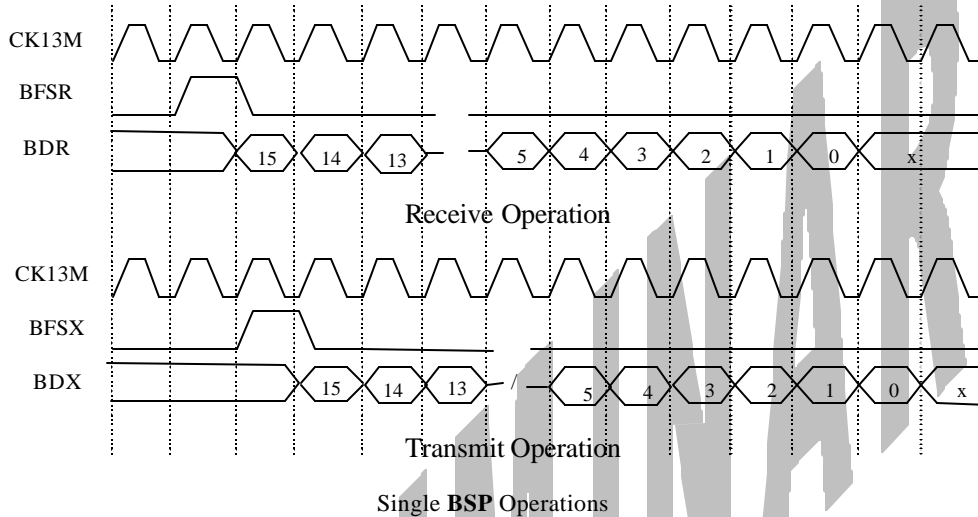 CK13M
BFSR
BDR
15 14 13 5 4 3 2 1 0 x
Receive Operation
CK13M
BFSX
BDX
15 14 13 / 5 4 3 2 1 0 x
Transmit Operation
Single BSP Operations